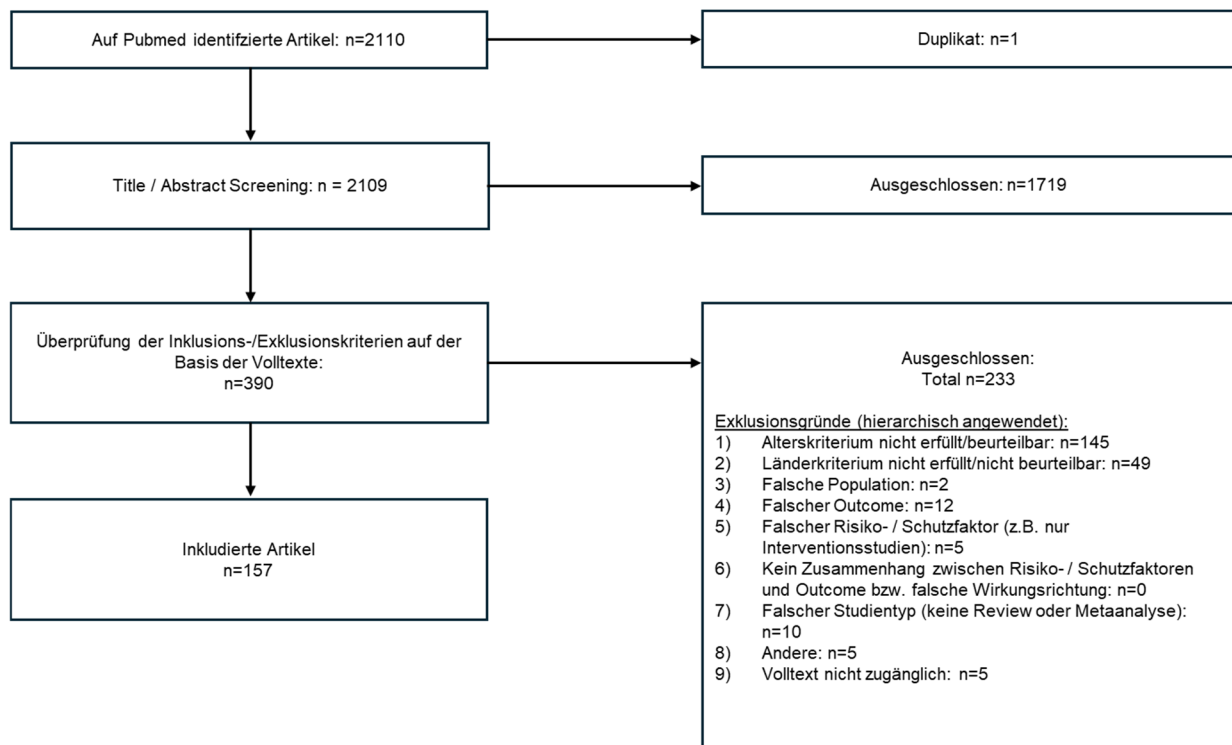 Auf Pubmed identifzierte Artikel: n=2110
Duplikat: n=1
Title / Abstract Screening: n = 2109
Ausgeschlossen: n=1719
Überprüfung der Inklusions-/Exklusionskriterien auf der
Basis der Volltexte:
n=390
Ausgeschlossen:
Total n=233
Exklusionsgründe (hierarchisch angewendet):
1) Alterskriterium nicht erfüllt/beurteilbar: n=145
2) Länderkriterium nicht erfüllt/nicht beurteilbar: n=49
3) Falsche Population: n=2
4) Falscher Outcome: n=12
5) Falscher Risiko- / Schutzfaktor (z.B. nur
Interventionsstudien): n=5
6) Kein Zusammenhang zwischen Risiko- / Schutzfaktoren
und Outcome bzw. falsche Wirkungsrichtung: n=0
7) Falscher Studientyp (keine Review oder Metaanalyse):
n=10
8) Andere: n=5
9) Volltext nicht zugänglich: n=5
Inkludierte Artikel
n=157